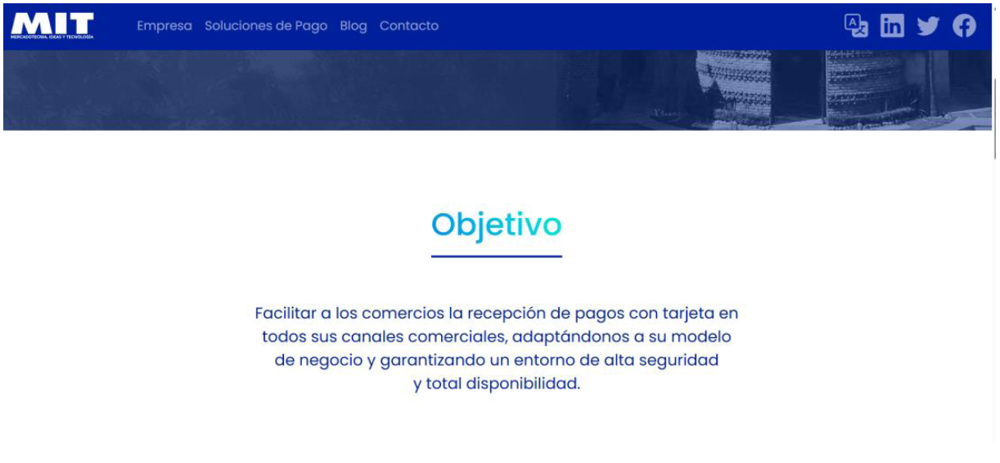 MIT
MERCADOTECNIA, IDEAS Y TECNOLOGÍA
Empresa Soluciones de Pago Blog Contacto
Objetivo
Facilitar a los comercios la recepción de pagos con tarjeta en
todos sus canales comerciales, adaptándonos a su modelo
de negocio y garantizando un entorno de alta seguridad
y total disponibilidad.